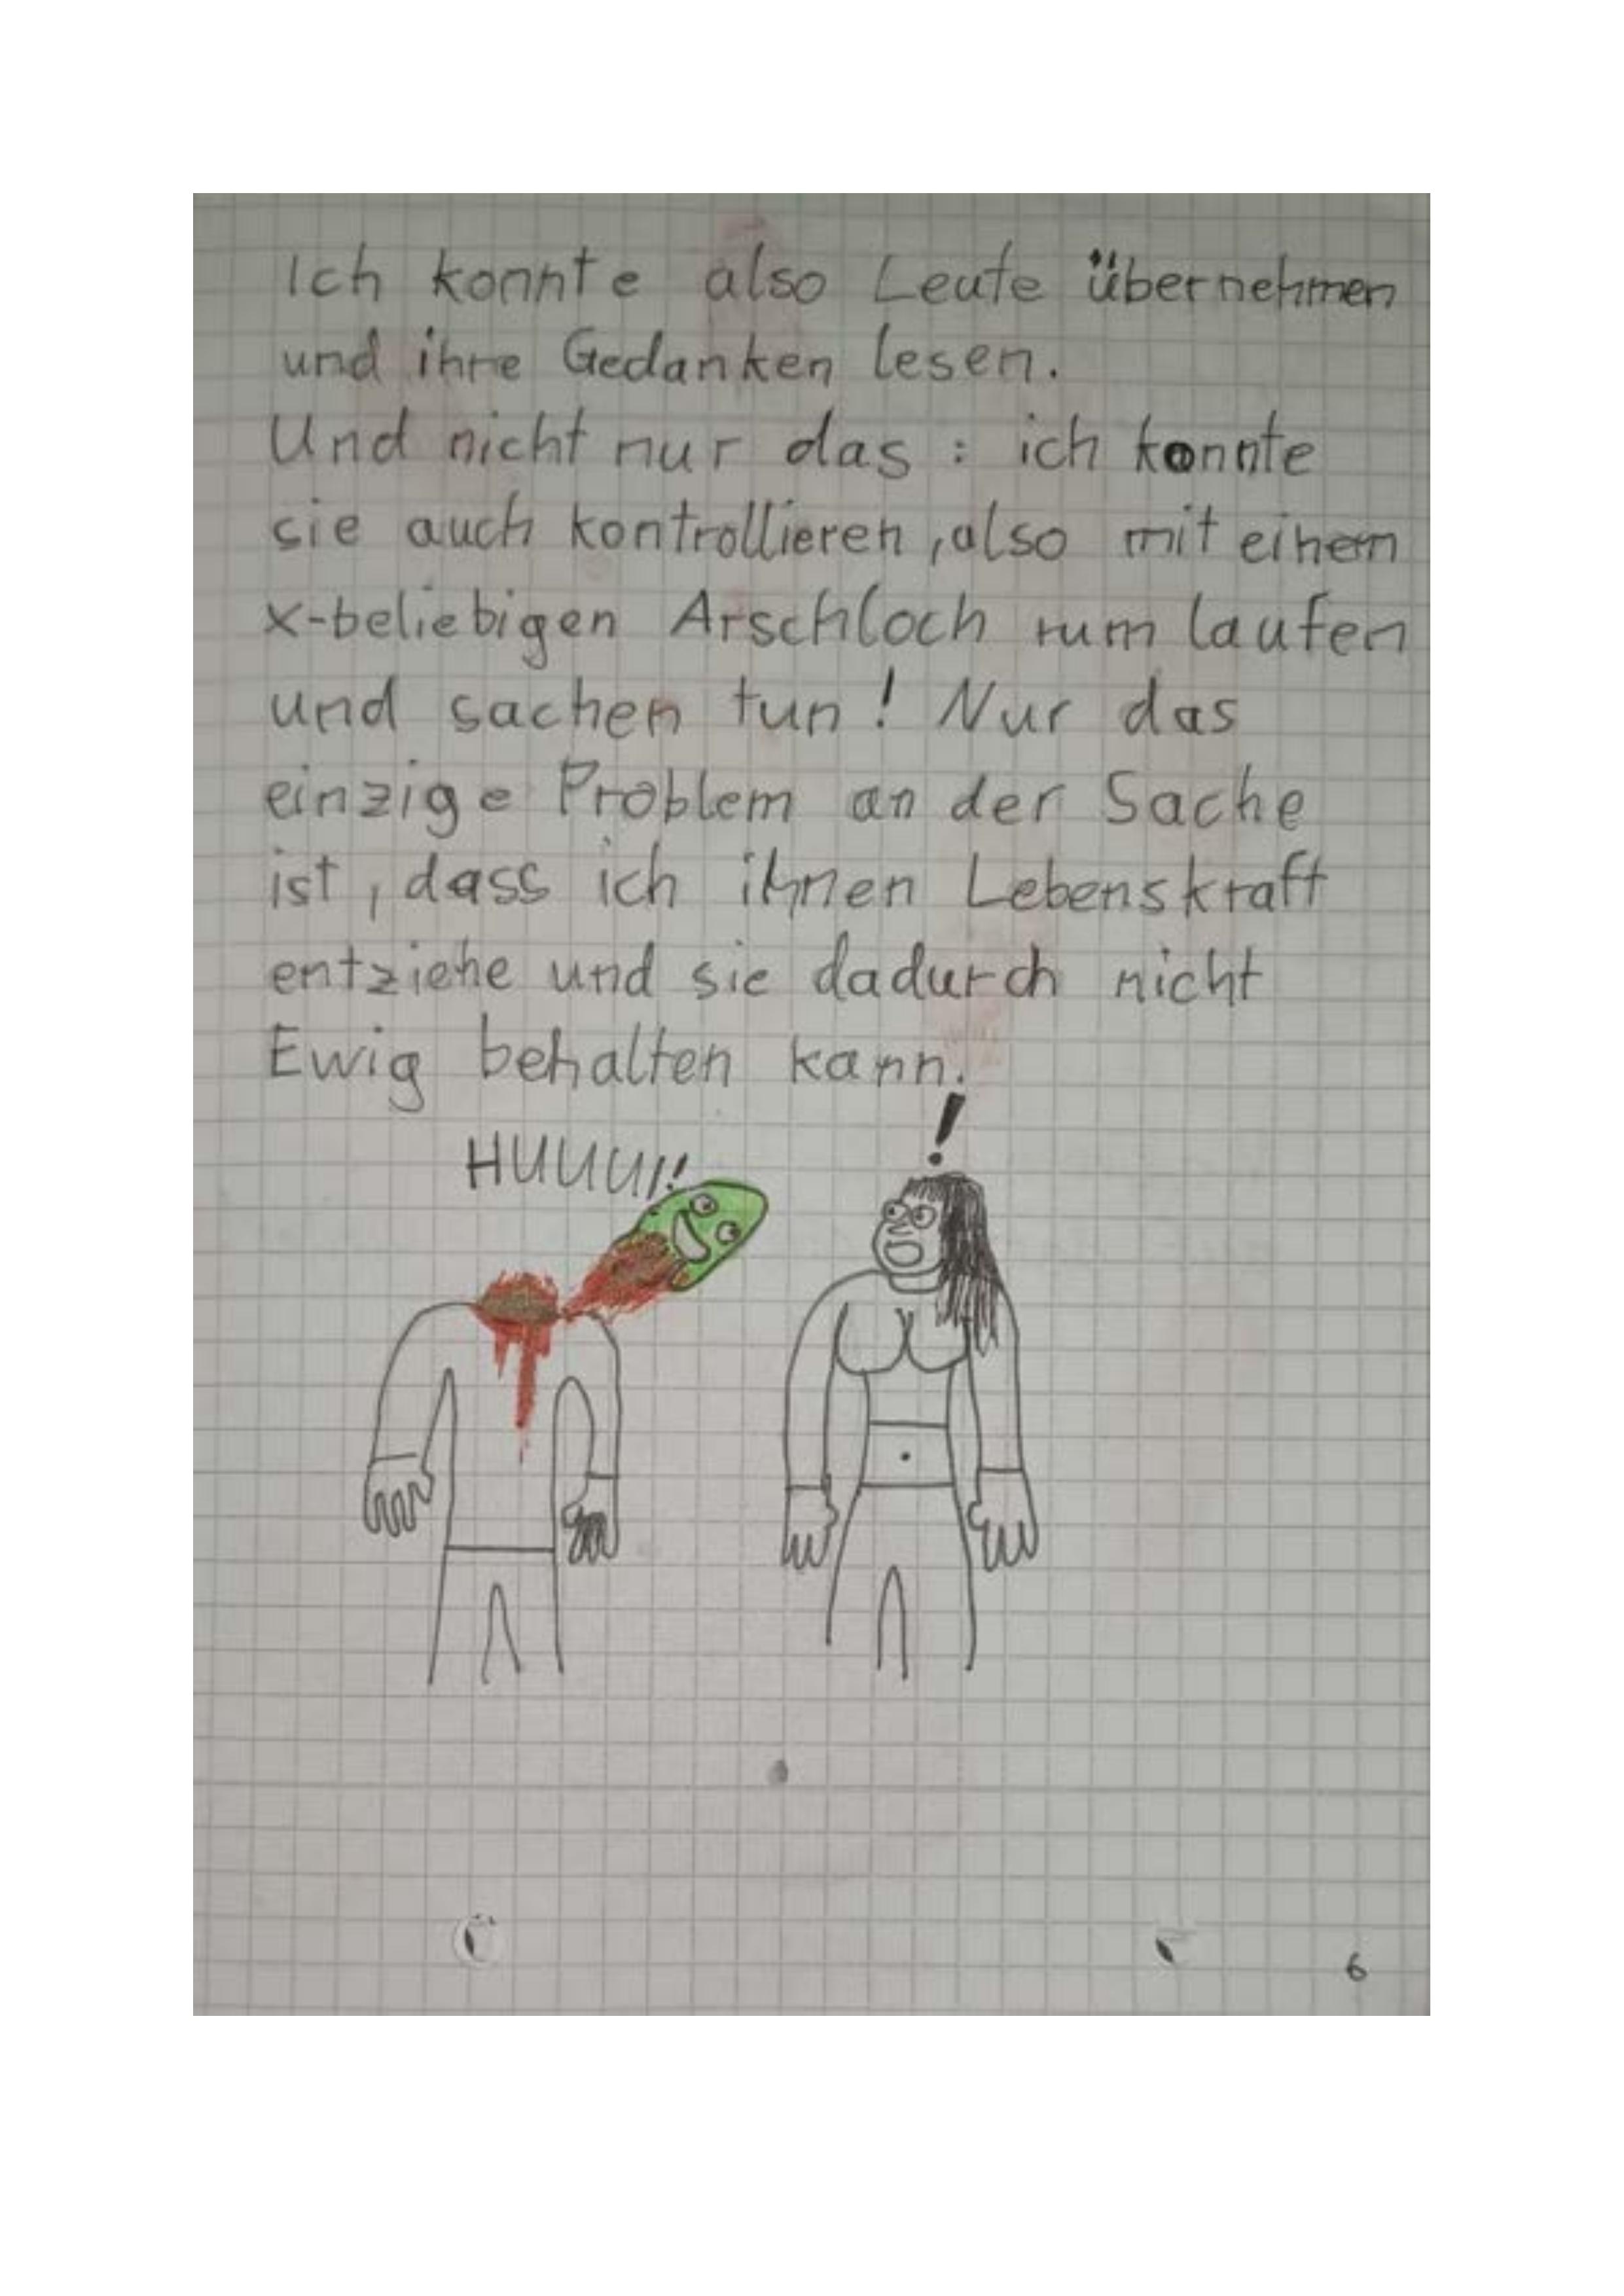 Ich konnte also Leute übernehmen
und ihre Gedanken lesen.
Und nicht nur das : ich konnte
sie auch kontrollieren, also mit einem
x-beliebigen Arschloch rum laufen
und sachen tun! Nur das
einzige Problem an der Sache
ist, dass ich ihnen Lebenskraft
entziehe und sie dadurch nicht
Ewig behalten kann.
!
HUUUU!!
6